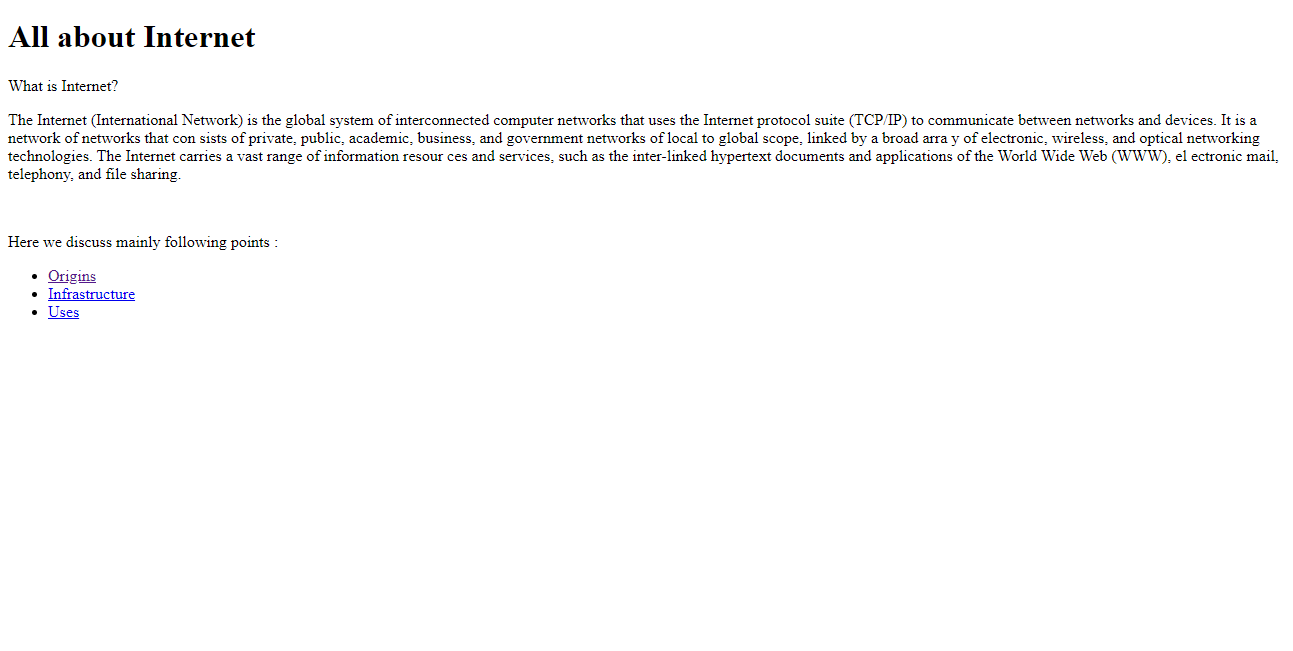 All about Internet
What is Internet?
The Internet (International Network) is the global system of interconnected computer networks that uses the Internet protocol suite (TCP/IP) to communicate between networks and devices. It is a
network of networks that con sists of private, public, academic, business, and government networks of local to global scope, linked by a broad arra y of electronic, wireless, and optical networking
technologies. The Internet carries a vast range of information resour ces and services, such as the inter-linked hypertext documents and applications of the World Wide Web (WWW), el ectronic mail,
telephony, and file sharing.
Here we discuss mainly following points :
• Origins
• Infrastructure
• Uses